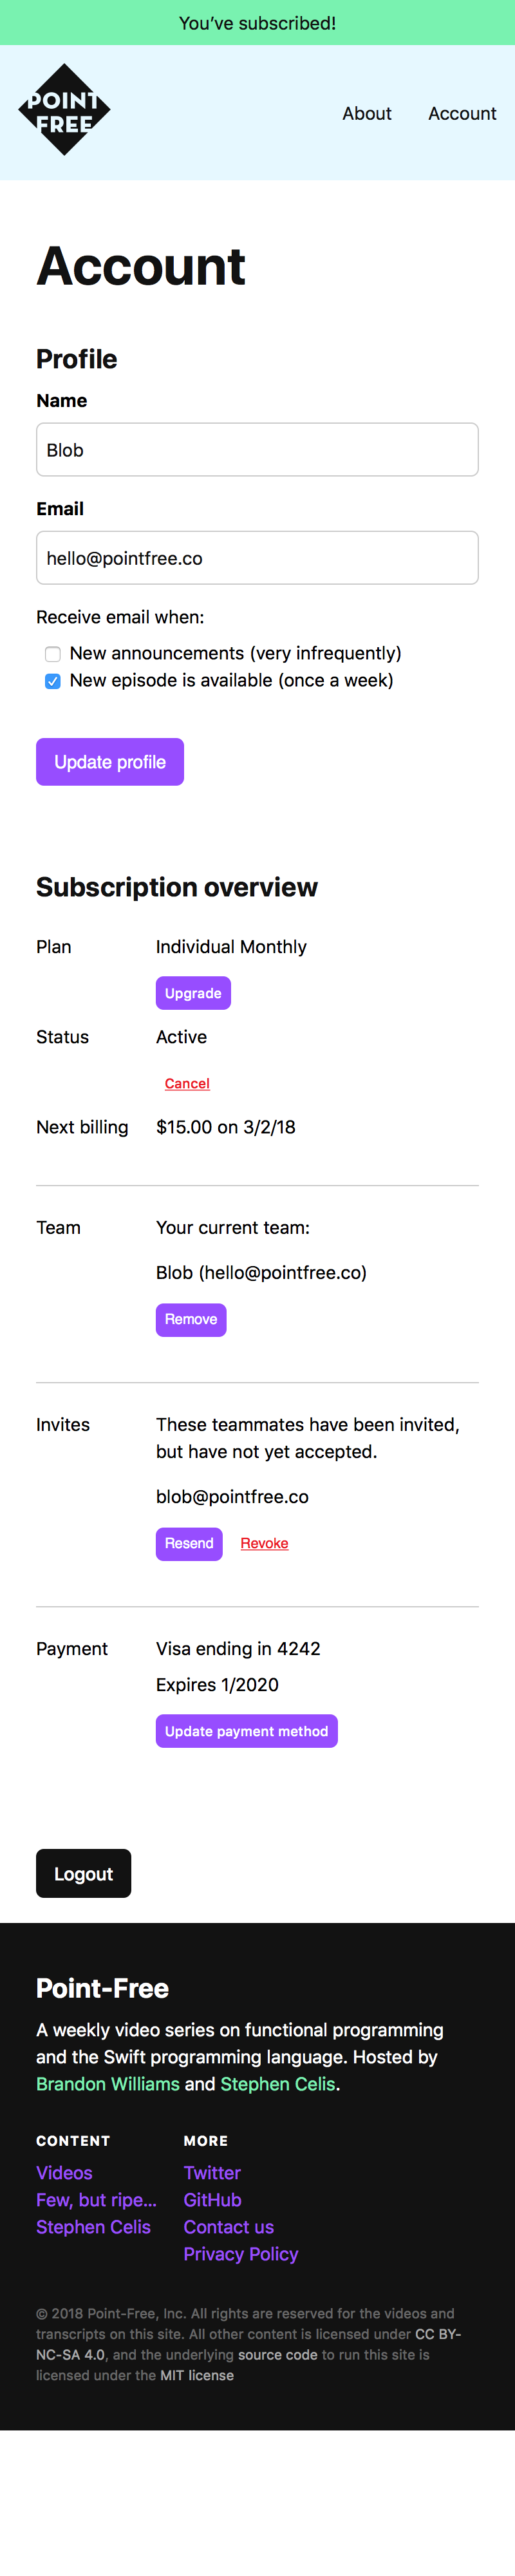 You’ve subscribed!
POINT
FREE
About Account
Account
Profile
Name
Blob
Email
hello@pointfree.co
Receive email when:
New announcements (very infrequently)
New episode is available (once a week)
Update profile
Subscription overview
Plan Individual Monthly
Upgrade
Status Active
Cancel
Next billing $15.00 on 3/2/18
Team Your current team:
Blob (hello@pointfree.co)
Remove
Invites These teammates have been invited,
but have not yet accepted.
blob@pointfree.co
Resend Revoke
Payment Visa ending in 4242
Expires 1/2020
Update payment method
Logout
Point-Free
A weekly video series on functional programming
and the Swift programming language. Hosted by
Brandon Williams and Stephen Celis.
CONTENT MORE
Videos Twitter
Few, but ripe... GitHub
Stephen Celis Contact us
Privacy Policy
© 2018 Point-Free, Inc. All rights are reserved for the videos and
transcripts on this site. All other content is licensed under CC BY-
NC-SA 4.0, and the underlying source code to run this site is
licensed under the MIT license